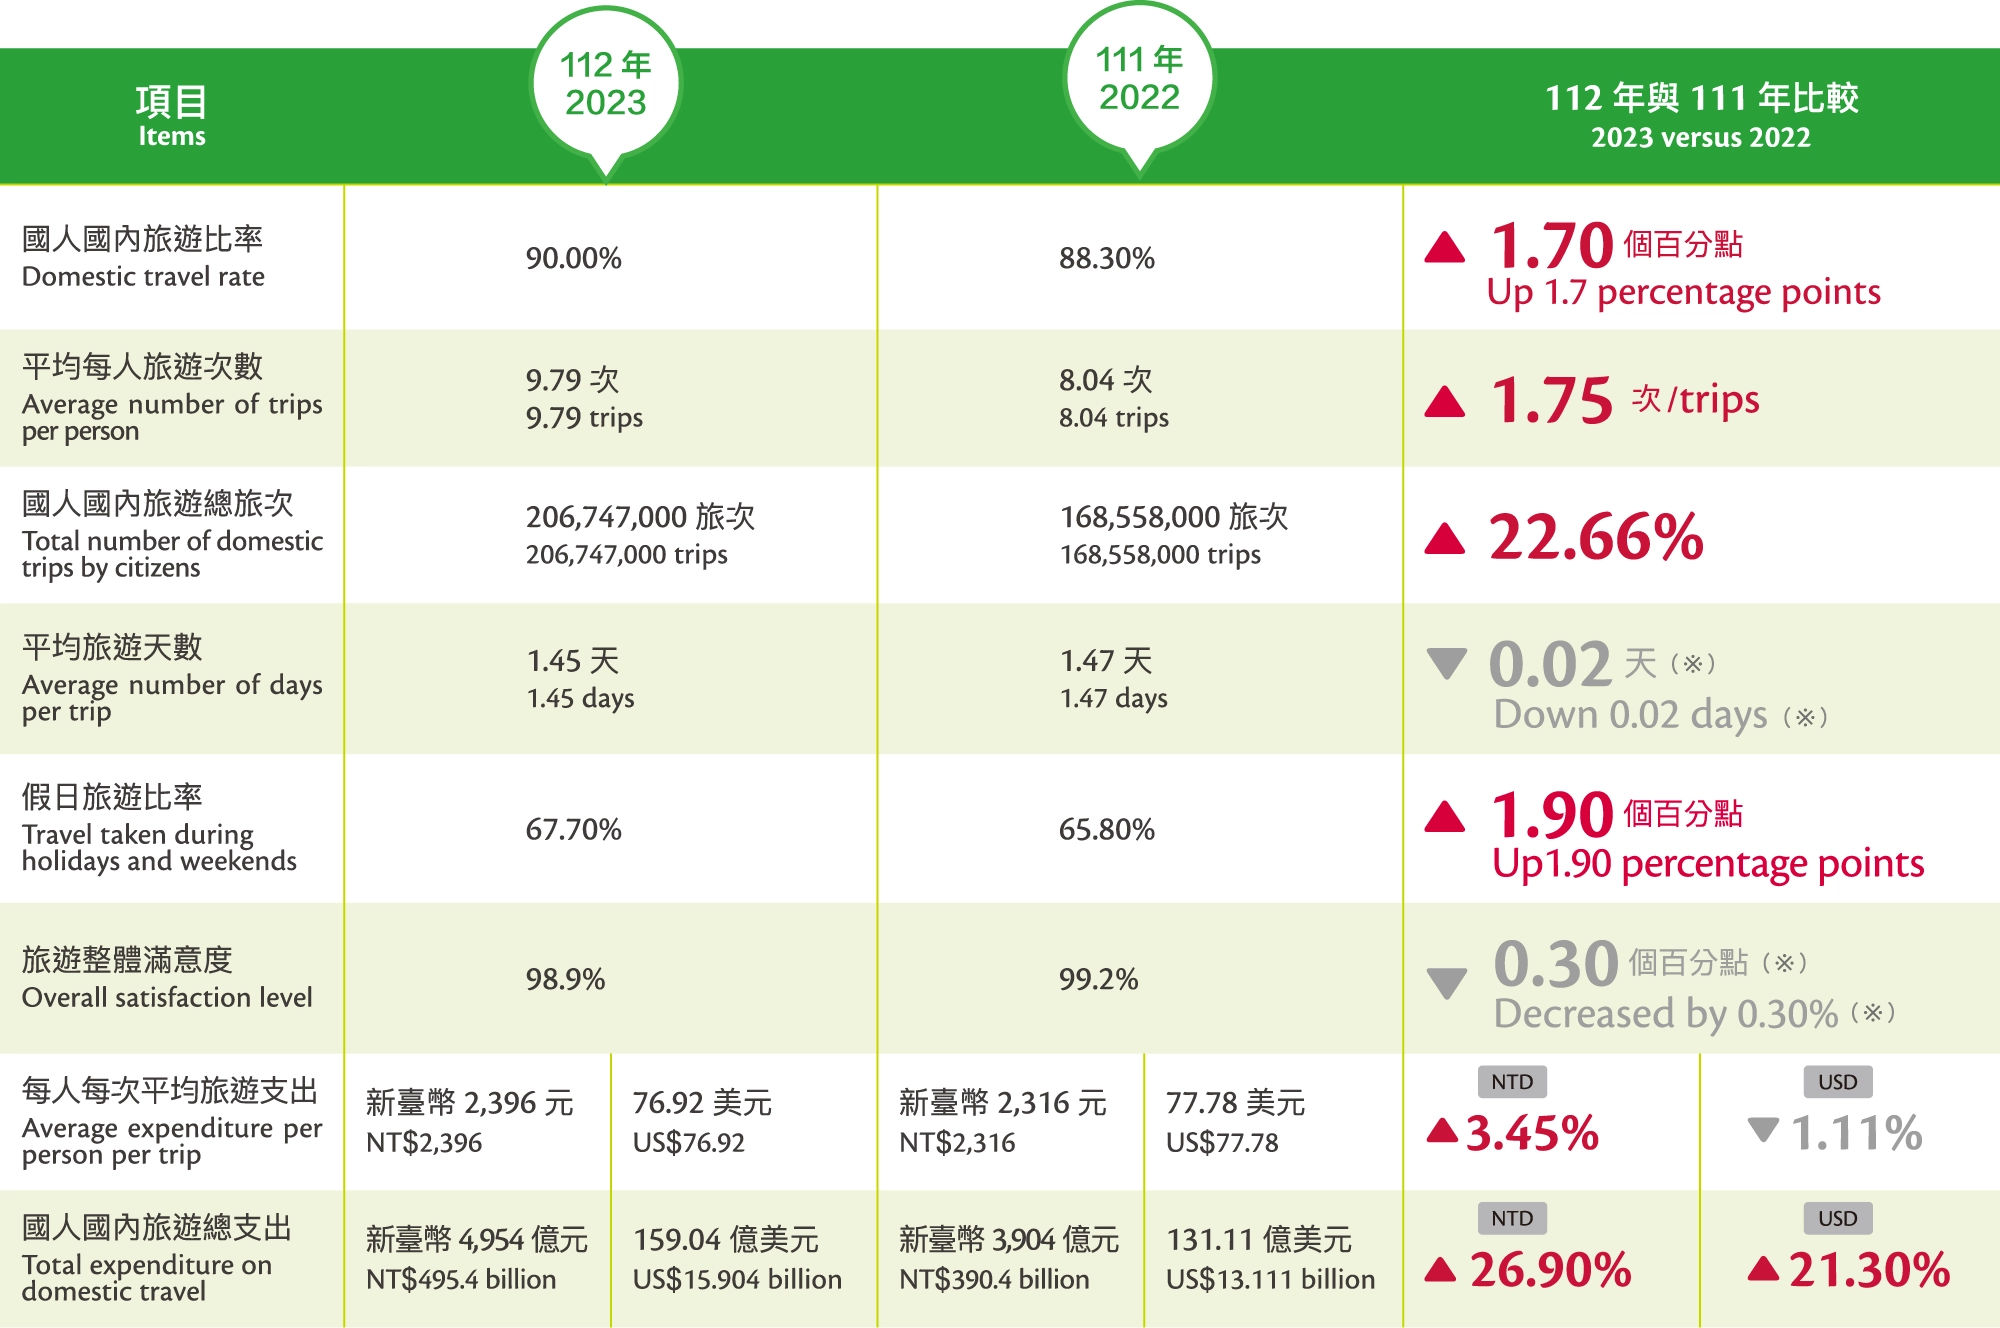 項目
Items
112 年
2023
111 年
2022
112 年與 111 年比較
2023 versus 2022
國人國內旅遊比率
Domestic travel rate
90.00%
88.30%
▲ 1.70 個百分點
Up 1.7 percentage points
平均每人旅遊次數
Average number of trips
per person
9.79 次
9.79 trips
8.04 次
8.04 trips
▲ 1.75 次/trips
國人國內旅遊總旅次
Total number of domestic
trips by citizens
206,747,000 旅次
206,747,000 trips
168,558,000 旅次
168,558,000 trips
▲ 22.66%
平均旅遊天數
Average number of days
per trip
1.45 天
1.45 days
1.47 天
1.47 days
▼ 0.02 天（※）
Down 0.02 days（※）
假日旅遊比率
Travel taken during
holidays and weekends
67.70%
65.80%
▲ 1.90 個百分點
Up1.90 percentage points
旅遊整體滿意度
Overall satisfaction level
98.9%
99.2%
▼ 0.30 個百分點（※）
Decreased by 0.30%（※）
每人每次平均旅遊支出
Average expenditure per
person per trip
新臺幣 2,396 元
NT$2,396
76.92 美元
US$76.92
新臺幣 2,316 元
NT$2,316
77.78 美元
US$77.78
NTD
▲3.45%
USD
▼ 1.11%
國人國內旅遊總支出
Total expenditure on
domestic travel
新臺幣 4,954 億元
NT$495.4 billion
159.04 億美元
US$15.904 billion
新臺幣 3,904 億元
NT$390.4 billion
131.11 億美元
US$13.111 billion
NTD
▲ 26.90%
USD
▲21.30%